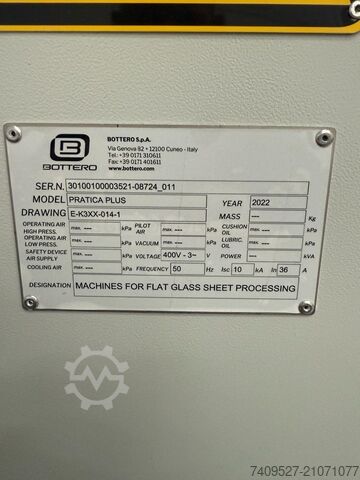 BOTTERO
BOTTERO S.p.A.
Via Genova 82 • 12100 Cuneo - Italy
Tel.: +39 0171 310611
Fax.: +39 0171 401611
www.bottero.com
SER.N. 30100100003521-08724_011
MODEL PRATICA PLUS YEAR 2022
DRAWING E-K3XX-014-1 MASS --- Kg
OPERATING AIR HIGH PRESS. max. --- kPa PILOT AIR max. --- kPa CUSHION OIL max. --- kPa
OPERATING AIR LOW PRESS. max. --- kPa VACUUM max. --- kPa LUBRIC. OIL max. --- kPa
SAFETY DEVICE AIR SUPPLY max. --- kPa VOLTAGE 400V - 3~ V POWER --- kVA
COOLING AIR max. --- kPa FREQUENCY 50 Hz Isc 10 kA In 36 A
DESIGNATION MACHINES FOR FLAT GLASS SHEET PROCESSING
7409527-21071077